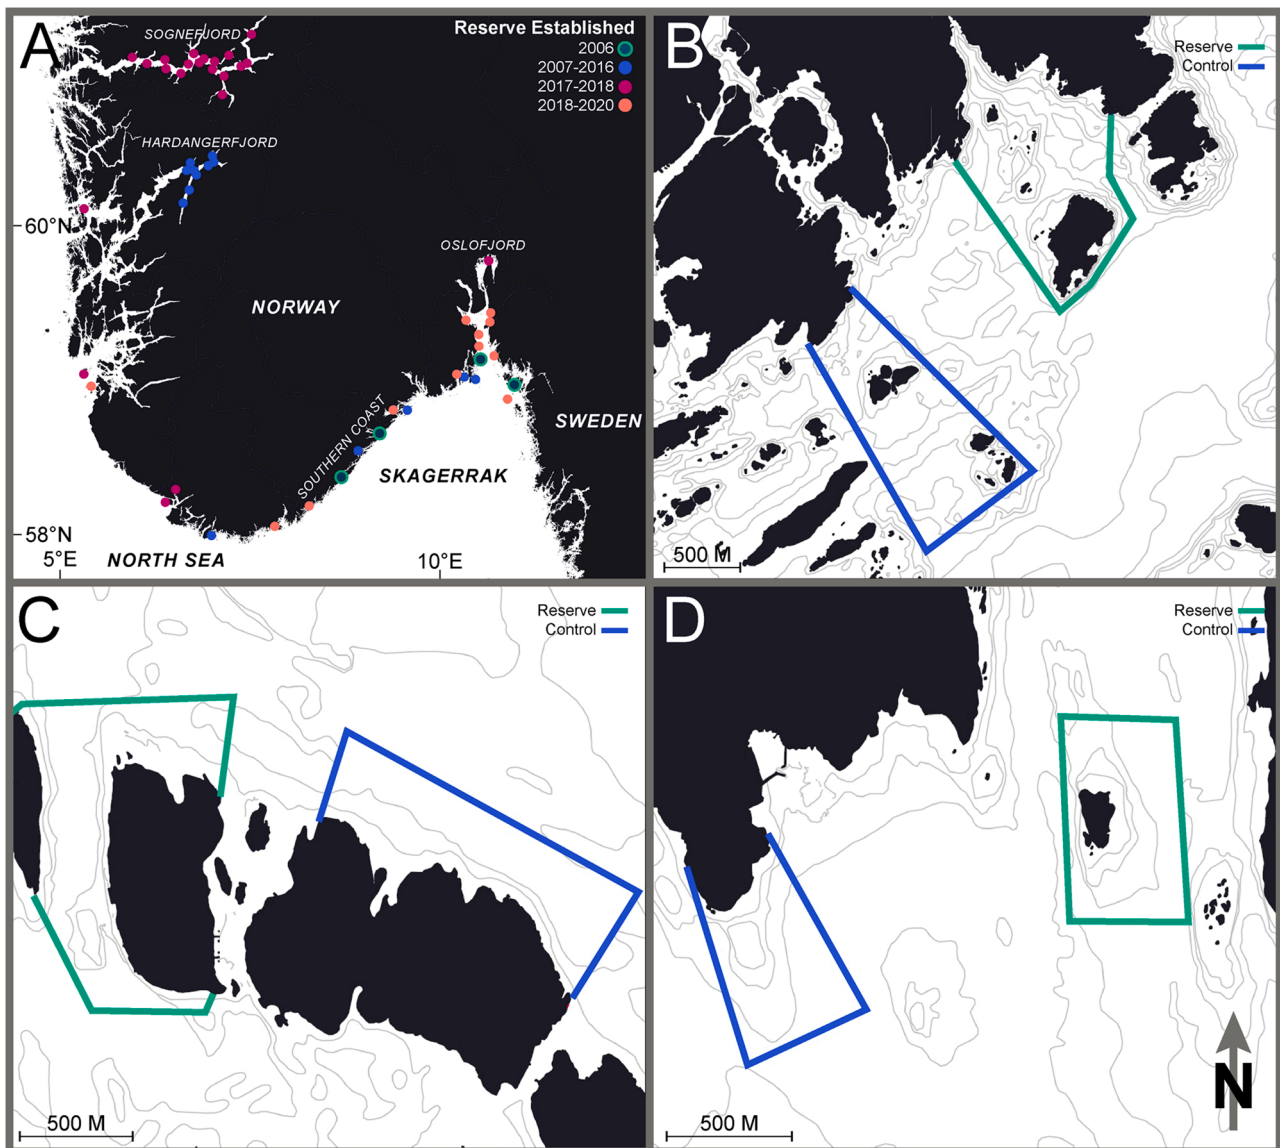 A
SOGNEFJORD
Reserve Established
2006
2007-2016
2017-2018
2018-2020
HARDANGERFJORD
60°N
OSLOFJORD
NORWAY
SOUTHERN COAST
SWEDEN
SKAGERRAK
58°N
5°E
NORTH SEA
10°E
B
Reserve
Control
500 M
C
Reserve
Control
500 M
D
Reserve
Control
500 M
N